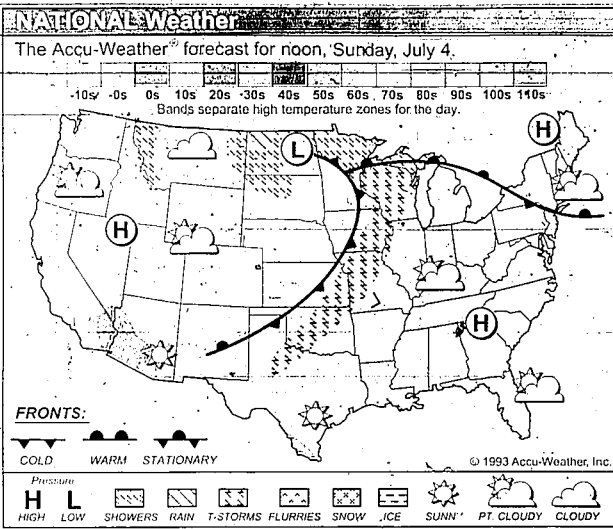 NATIONAL Weather
The Accu-Weather® forecast for noon, Sunday, July 4.
-10s -0s 0s 10s 20s 30s 40s 50s 60s 70s 80s 90s 100s 110s
Bands separate high temperature zones for the day.
H
L
H
H
FRONTS:
COLD WARM STATIONARY
© 1993 Accu-Weather, Inc.
Pressure
H L
HIGH LOW SHOWERS RAIN T-STORMS FLURRIES SNOW ICE SUNNY PT. CLOUDY CLOUDY